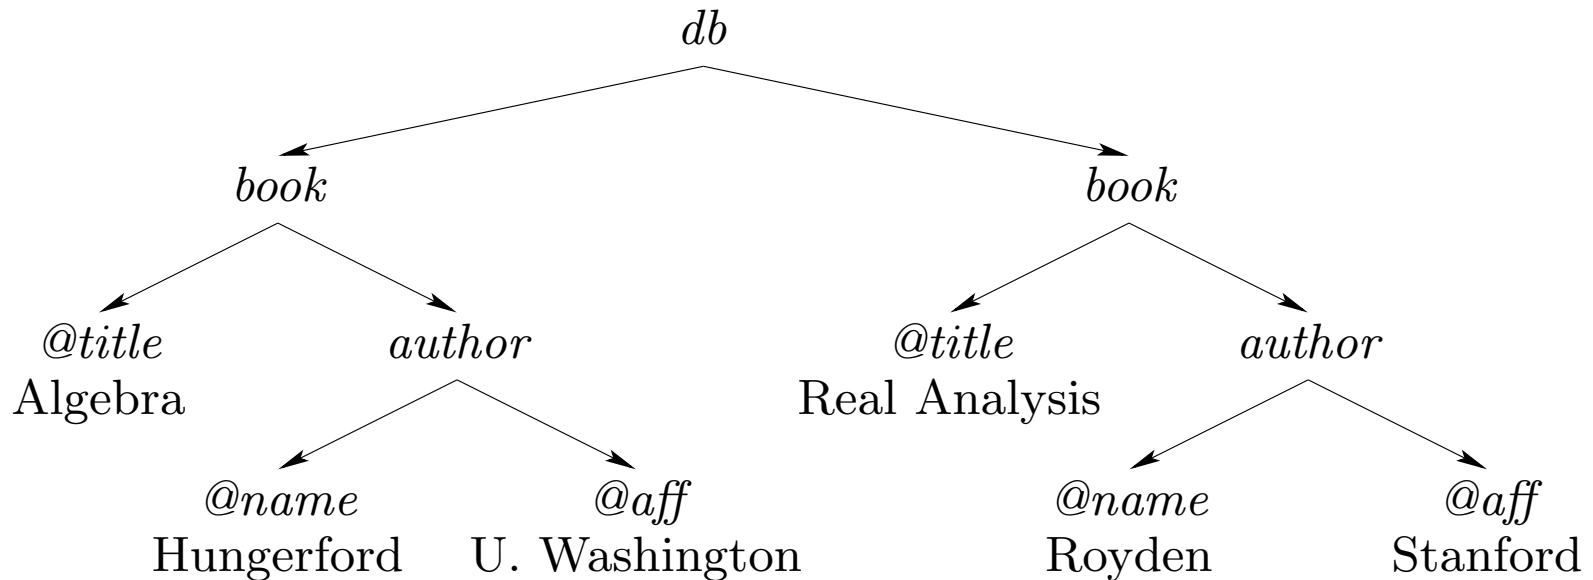 db
book book
@title author @title author
Algebra Real Analysis
@name @aff @name @aff
Hungerford U. Washington Royden Stanford